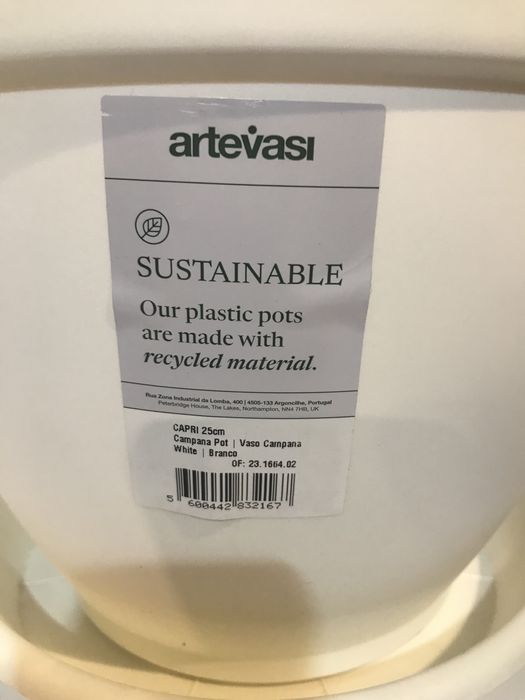 artevasi
SUSTAINABLE
Our plastic pots
are made with
recycled material.
Rua Zona Industrial da Lomba, 400 | 4505-133 Argoncilhe, Portugal
Peterbridge House, The Lakes, Northampton, NN4 7HB, UK
CAPRI 25cm
Campana Pot | Vaso Campana
White | Branco
OF: 23.1664.02
5 600442 832167